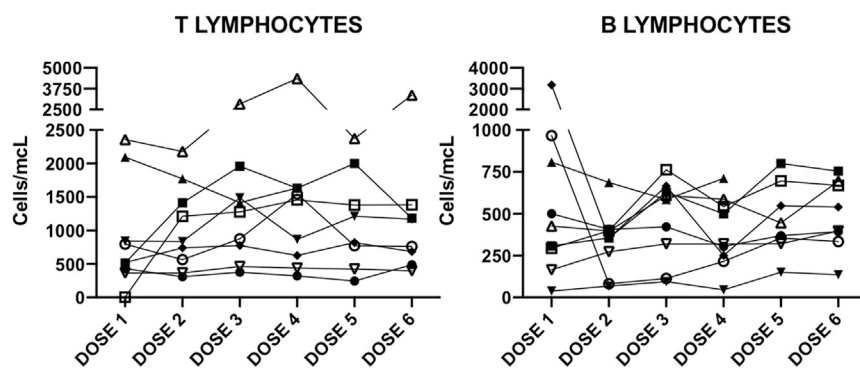 T LYMPHOCYTES
Cells/mcL
5000
3750
2500
2500
2000
1500
1000
500
0
DOSE 1
DOSE 2
DOSE 3
DOSE 4
DOSE 5
DOSE 6
B LYMPHOCYTES
Cells/mcL
4000
3000
2000
1000
750
500
250
0
DOSE 1
DOSE 2
DOSE 3
DOSE 4
DOSE 5
DOSE 6